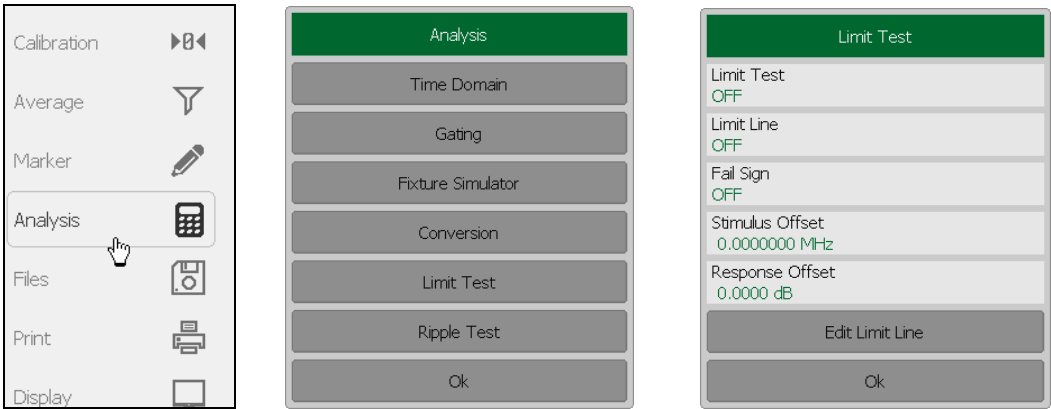 Calibration
Average
Marker
Analysis
Files
Print
Display
Analysis
Time Domain
Gating
Fixture Simulator
Conversion
Limit Test
Ripple Test
Ok
Limit Test
Limit Test
OFF
Limit Line
OFF
Fail Sign
OFF
Stimulus Offset
0.0000000 MHz
Response Offset
0.0000 dB
Edit Limit Line
Ok